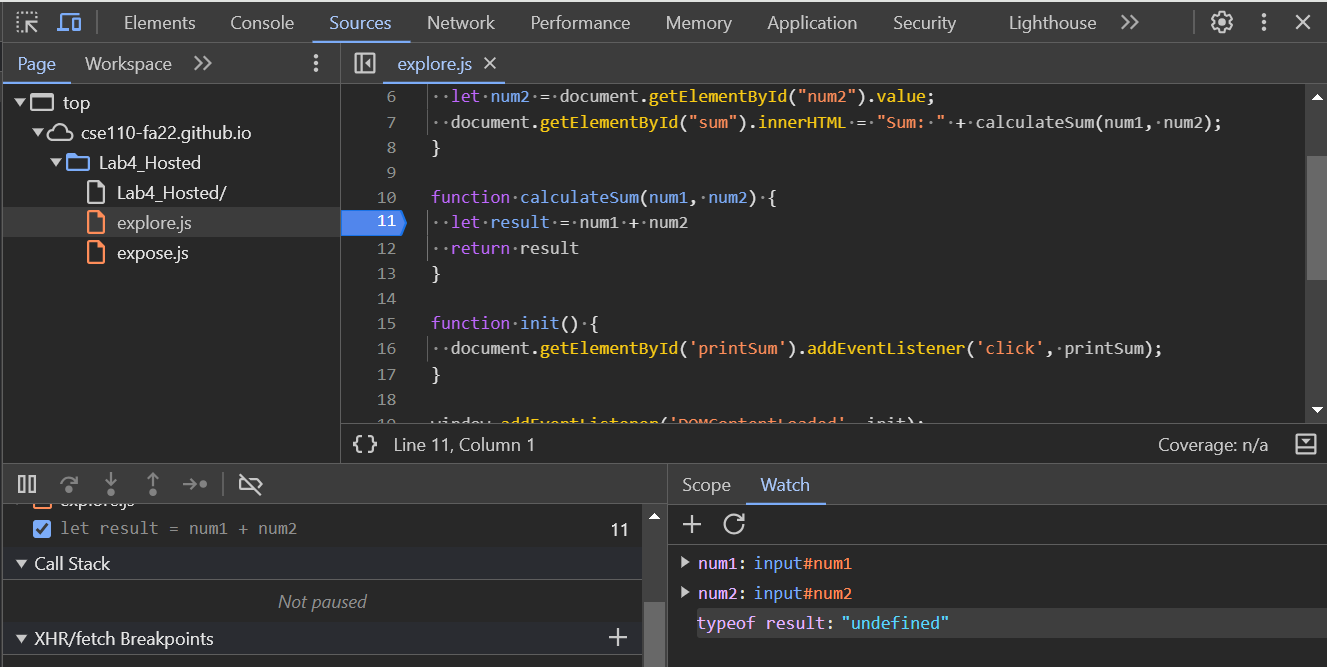 Elements Console Sources Network Performance Memory Application Security Lighthouse
Page Workspace
explore.js
top
cse110-fa22.github.io
Lab4_Hosted
Lab4_Hosted/
explore.js
expose.js
6 let num2 = document.getElementById("num2").value;
7 document.getElementById("sum").innerHTML = "Sum: " + calculateSum(num1, num2);
8 }
9
10 function calculateSum(num1, num2) {
11 let result = num1 + num2
12 return result
13 }
14
15 function init() {
16 document.getElementById('printSum').addEventListener('click', printSum);
17 }
18
19 window.addEventListener('DOMContentLoaded', init);
{} Line 11, Column 1 Coverage: n/a
explore.js
let result = num1 + num2 11
Call Stack
Not paused
XHR/fetch Breakpoints
Scope Watch
num1: input#num1
num2: input#num2
typeof result: "undefined"